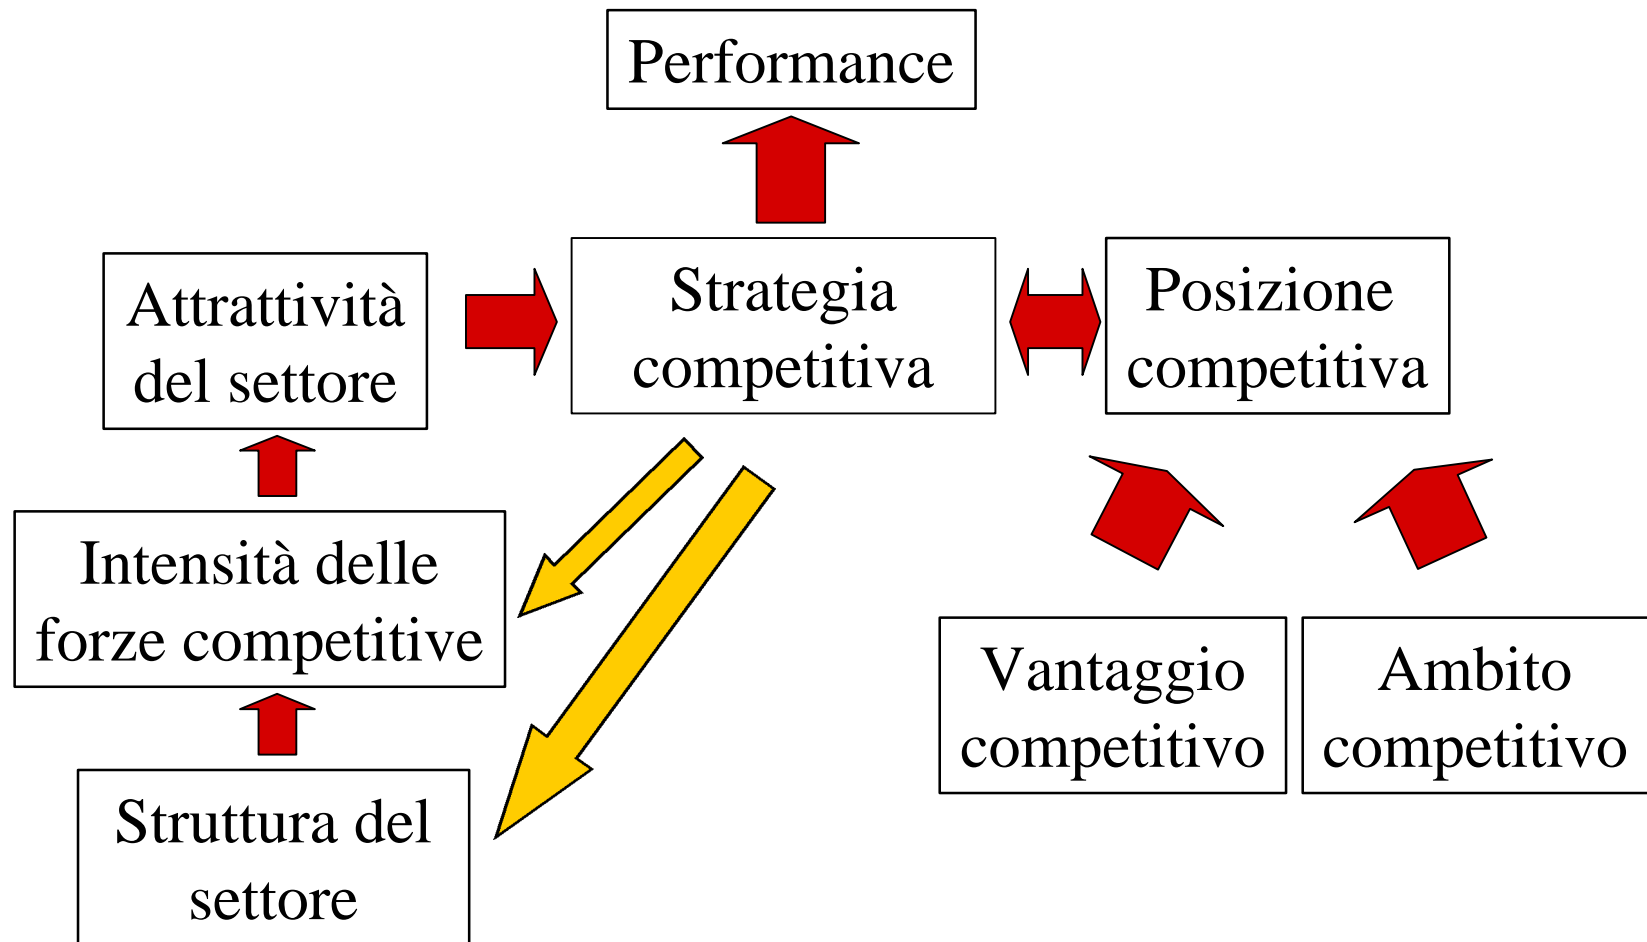 Performance
Strategia
competitiva
Attrattività
del settore
Posizione
competitiva
Intensità delle
forze competitive
Vantaggio
competitivo
Ambito
competitivo
Struttura del
settore